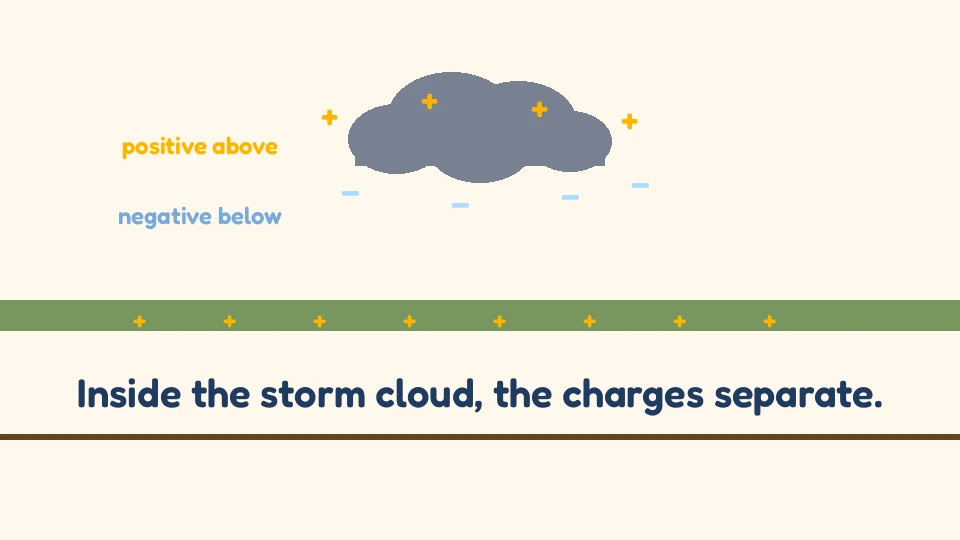 positive above
negative below
Inside the storm cloud, the charges separate.